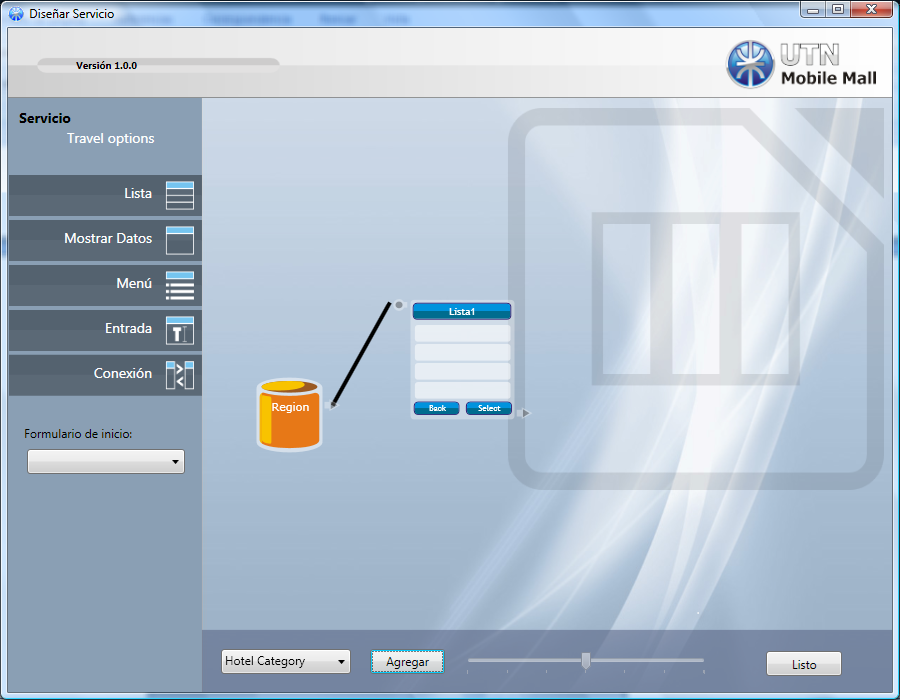 Diseñar Servicio
Versión 1.0.0
UTN
Mobile Mall
Servicio
Travel options
Lista
Mostrar Datos
Menú
Entrada
Conexión
Formulario de inicio:
Lista1
Region
Back
Select
Hotel Category
Agregar
Listo